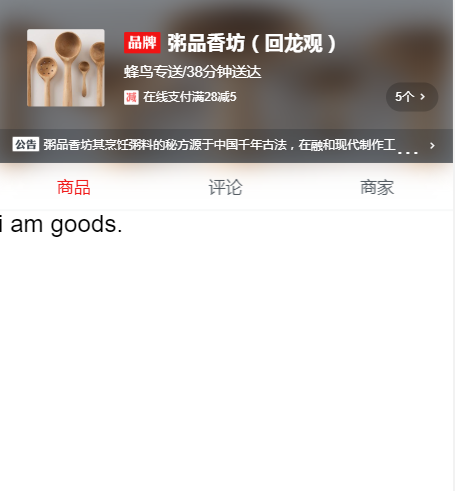 品牌 粥品香坊（回龙观）
蜂鸟专送/38分钟送达
减 在线支付满28减5
5个 >
公告 粥品香坊其烹饪粥料的秘方源于中国千年古法，在融和现代制作工... >
商品 评论 商家
i am goods.